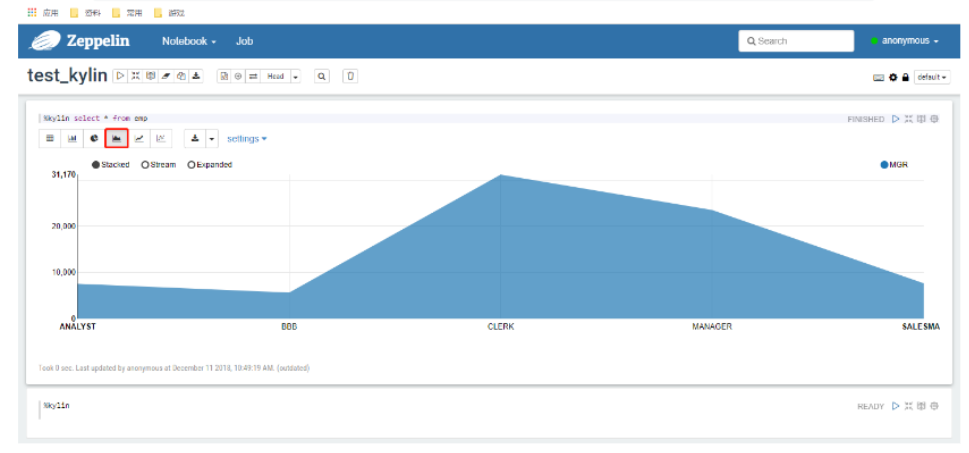 应用 资料 常用 游戏
Zeppelin Notebook Job Search anonymous
test_kylin Head default
%kylin select * from emp FINISHED
settings
Stacked Stream Expanded MGR
31,170
20,000
10,000
0
ANALYST BBB CLERK MANAGER SALESMA
Took 0 sec. Last updated by anonymous at December 11 2018, 10:49:19 AM. (outdated)
%kylin READY